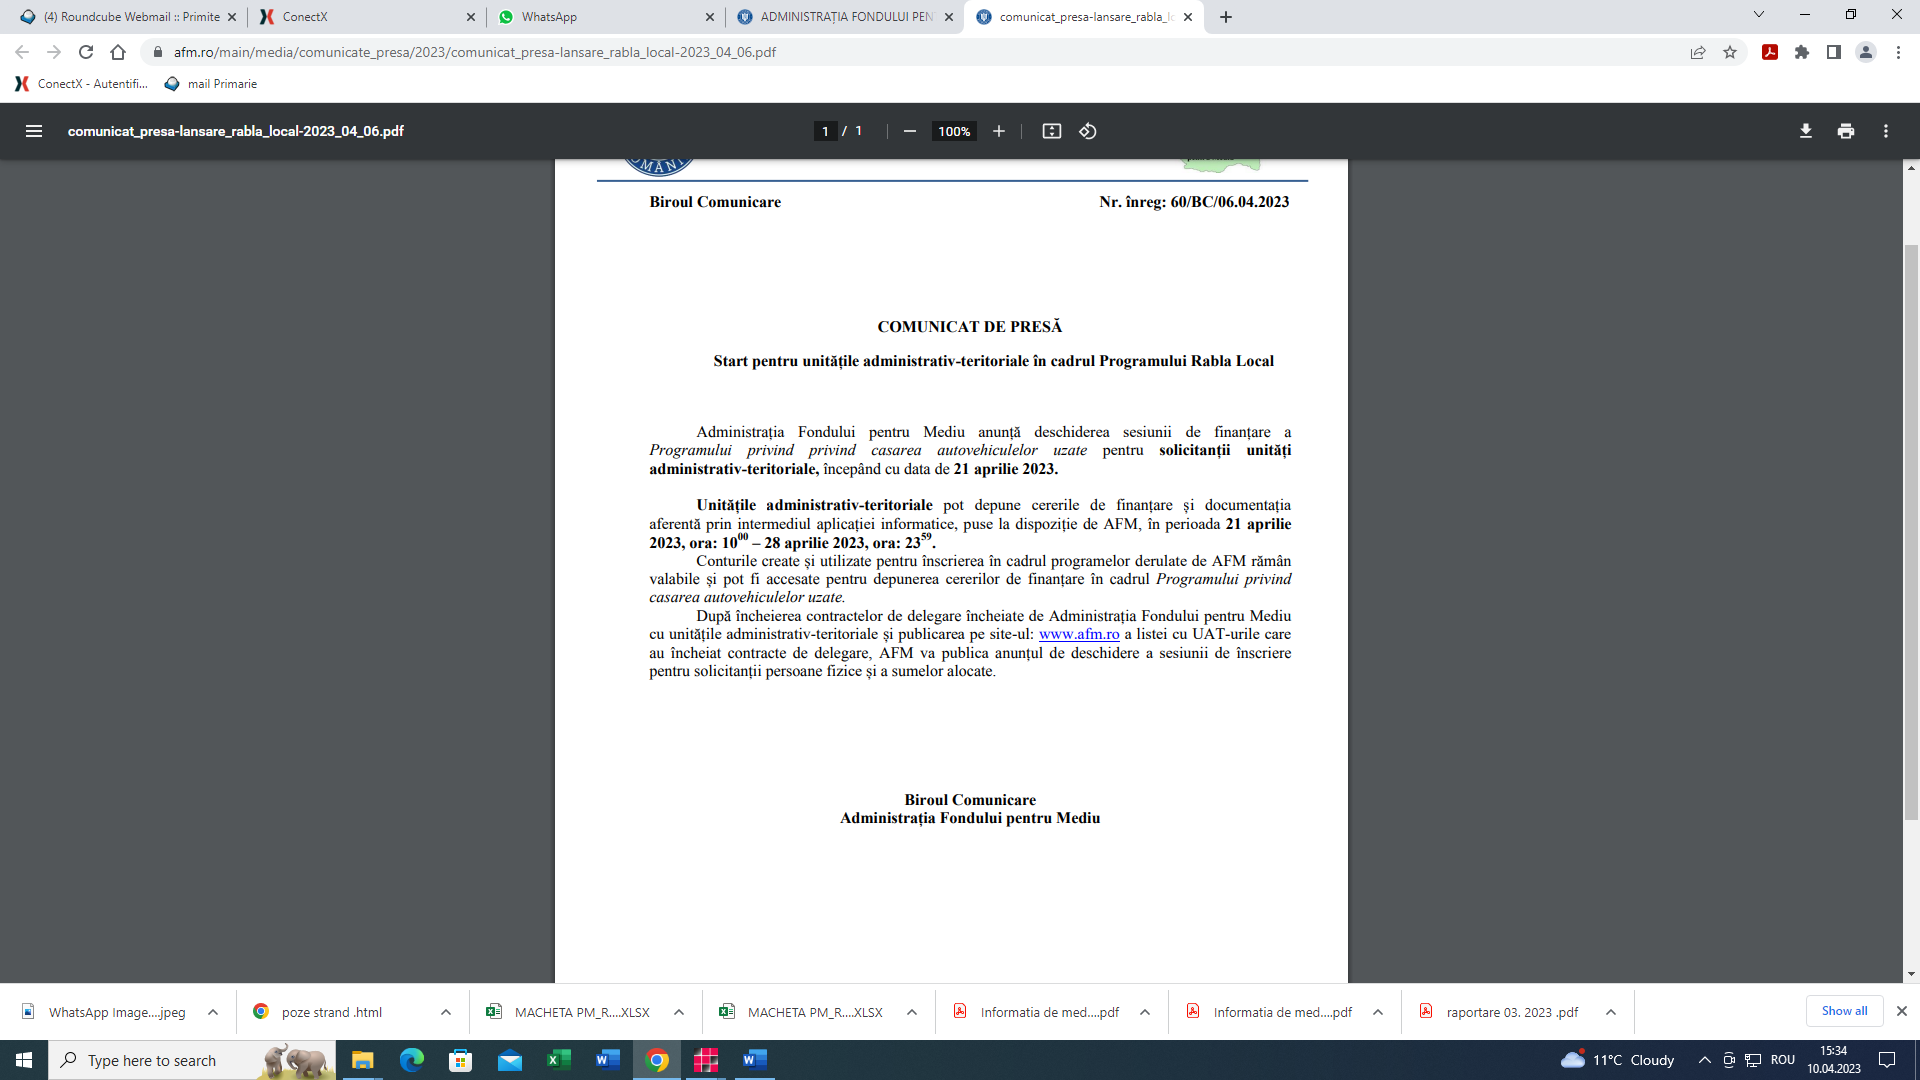 (4) Roundcube Webmail :: Primite
ConectX
WhatsApp
ADMINISTRAȚIA FONDULUI PEN
comunicat_presa-lansare_rabla_lo
afm.ro/main/media/comunicate_presa/2023/comunicat_presa-lansare_rabla_local-2023_04_06.pdf
ConectX - Autentifi...
mail Primarie
comunicat_presa-lansare_rabla_local-2023_04_06.pdf
1 / 1
100%
Biroul Comunicare
Nr. înreg: 60/BC/06.04.2023
COMUNICAT DE PRESĂ
Start pentru unitățile administrativ-teritoriale în cadrul Programului Rabla Local
Administrația Fondului pentru Mediu anunță deschiderea sesiunii de finanțare a
Programului privind privind casarea autovehiculelor uzate pentru solicitanții unități
administrativ-teritoriale, începând cu data de 21 aprilie 2023.
Unitățile administrativ-teritoriale pot depune cererile de finanțare și documentația
aferentă prin intermediul aplicației informatice, puse la dispoziție de AFM, în perioada 21 aprilie
2023, ora: 10⁰⁰ – 28 aprilie 2023, ora: 23⁵⁹.
Conturile create și utilizate pentru înscrierea în cadrul programelor derulate de AFM rămân
valabile și pot fi accesate pentru depunerea cererilor de finanțare în cadrul Programului privind
casarea autovehiculelor uzate.
După încheierea contractelor de delegare încheiate de Administrația Fondului pentru Mediu
cu unitățile administrativ-teritoriale și publicarea pe site-ul: www.afm.ro a listei cu UAT-urile care
au încheiat contracte de delegare, AFM va publica anunțul de deschidere a sesiunii de înscriere
pentru solicitanții persoane fizice și a sumelor alocate.
Biroul Comunicare
Administrația Fondului pentru Mediu
WhatsApp Image....jpeg
poze strand .html
MACHETA PM_R....XLSX
MACHETA PM_R....XLSX
Informatia de med....pdf
Informatia de med....pdf
raportare 03. 2023 .pdf
Show all
Type here to search
11°C Cloudy
ROU
15:34
10.04.2023